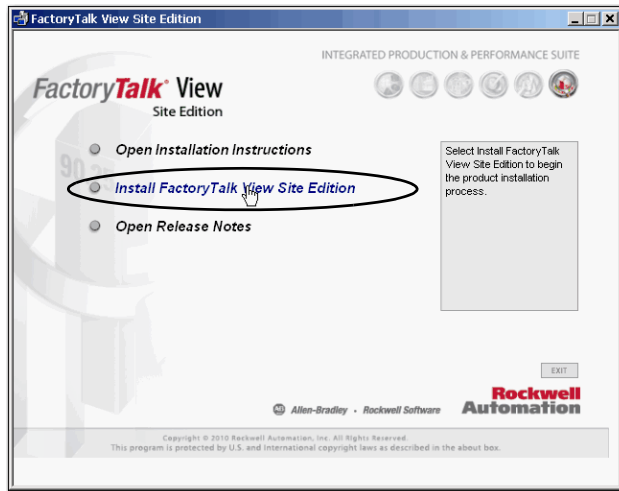 FactoryTalk View Site Edition
INTEGRATED PRODUCTION & PERFORMANCE SUITE
FactoryTalk® View
Site Edition
Open Installation Instructions
Install FactoryTalk View Site Edition
Open Release Notes
Select Install FactoryTalk
View Site Edition to begin
the product installation
process.
EXIT
Allen-Bradley • Rockwell Software
Rockwell
Automation
Copyright © 2010 Rockwell Automation, Inc. All Rights Reserved.
This program is protected by U.S. and International copyright laws as described in the about box.